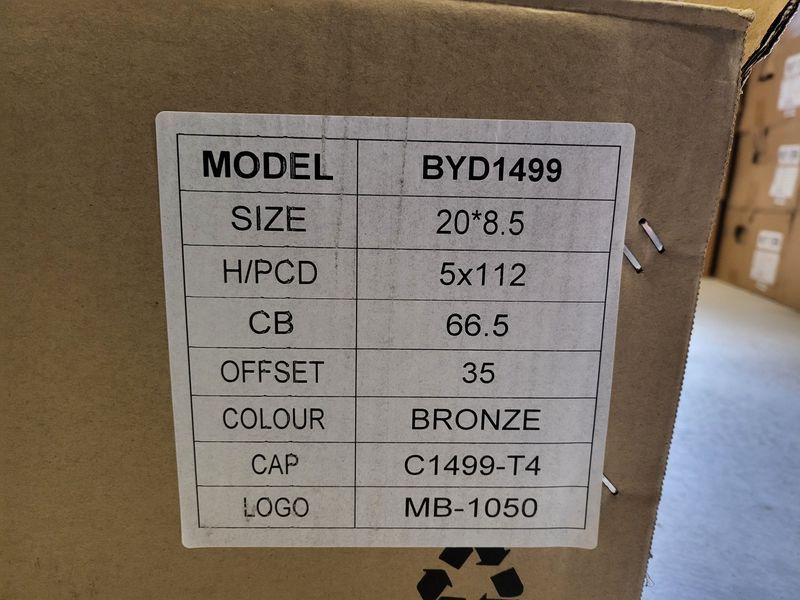 MODEL BYD1499
SIZE 20*8.5
H/PCD 5x112
CB 66.5
OFFSET 35
COLOUR BRONZE
CAP C1499-T4
LOGO MB-1050